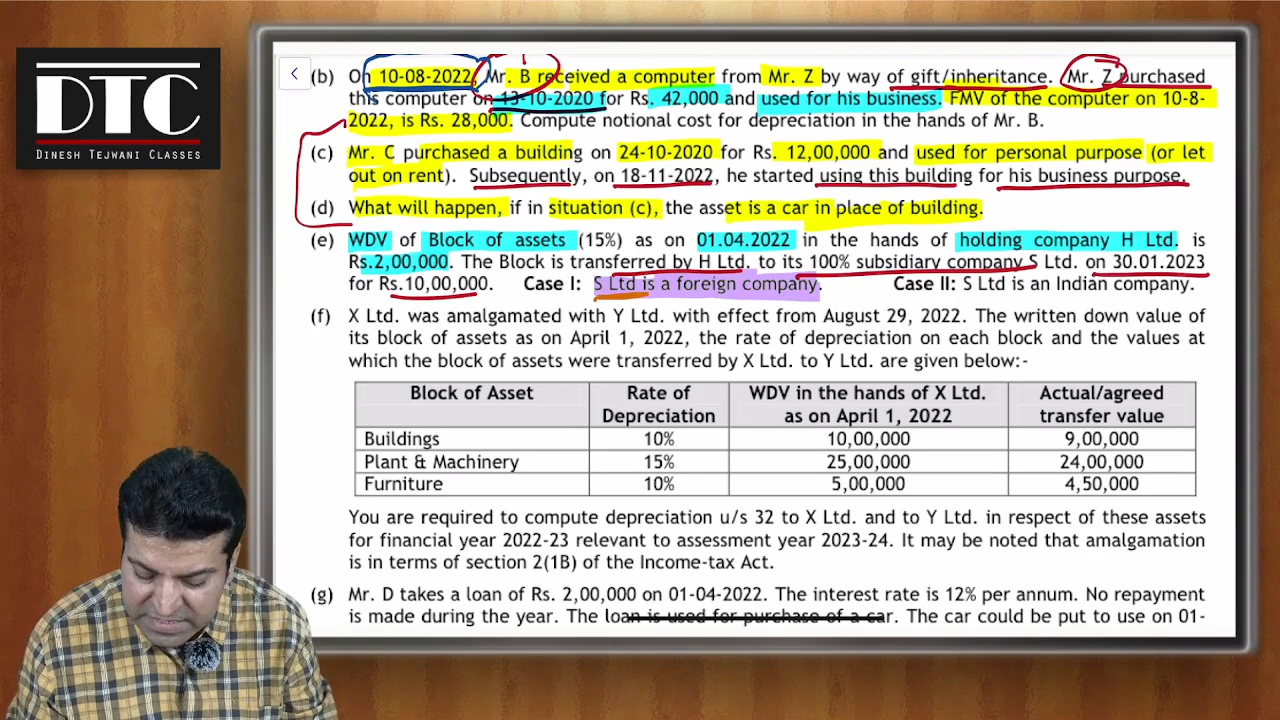 DTC
DINESH TEJWANI CLASSES
(b) On 10-08-2022, Mr. B received a computer from Mr. Z by way of gift/inheritance. Mr. Z purchased
this computer on 13-10-2020 for Rs. 42,000 and used for his business. FMV of the computer on 10-8-
2022, is Rs. 28,000. Compute notional cost for depreciation in the hands of Mr. B.
(c) Mr. C purchased a building on 24-10-2020 for Rs. 12,00,000 and used for personal purpose (or let
out on rent). Subsequently, on 18-11-2022, he started using this building for his business purpose.
(d) What will happen, if in situation (c), the asset is a car in place of building.
(e) WDV of Block of assets (15%) as on 01.04.2022 in the hands of holding company H Ltd. is
Rs.2,00,000. The Block is transferred by H Ltd. to its 100% subsidiary company S Ltd. on 30.01.2023
for Rs.10,00,000. Case I: S Ltd is a foreign company. Case II: S Ltd is an Indian company.
(f) X Ltd. was amalgamated with Y Ltd. with effect from August 29, 2022. The written down value of
its block of assets as on April 1, 2022, the rate of depreciation on each block and the values at
which the block of assets were transferred by X Ltd. to Y Ltd. are given below:-
Block of Asset Rate of Depreciation WDV in the hands of X Ltd. as on April 1, 2022 Actual/agreed transfer value
Buildings 10% 10,00,000 9,00,000
Plant & Machinery 15% 25,00,000 24,00,000
Furniture 10% 5,00,000 4,50,000
You are required to compute depreciation u/s 32 to X Ltd. and to Y Ltd. in respect of these assets
for financial year 2022-23 relevant to assessment year 2023-24. It may be noted that amalgamation
is in terms of section 2(1B) of the Income-tax Act.
(g) Mr. D takes a loan of Rs. 2,00,000 on 01-04-2022. The interest rate is 12% per annum. No repayment
is made during the year. The loan is used for purchase of a car. The car could be put to use on 01-